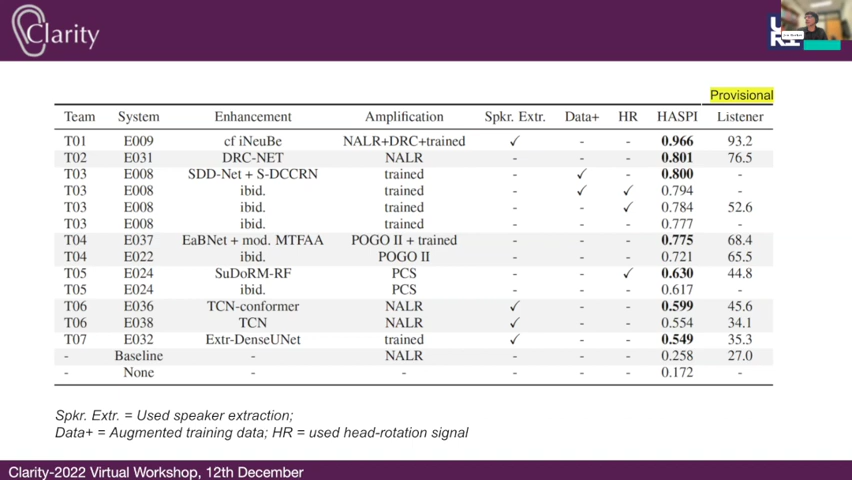 Clarity
Provisional
Team System Enhancement Amplification Spkr. Extr. Data+ HR HASPI Listener
T01 E009 cf iNeuBe NALR+DRC+trained ✓ - - 0.966 93.2
T02 E031 DRC-NET NALR - - - 0.801 76.5
T03 E008 SDD-Net + S-DCCRN trained - ✓ - 0.800 -
T03 E008 ibid. trained - ✓ ✓ 0.794 -
T03 E008 ibid. trained - - ✓ 0.784 52.6
T03 E008 ibid. trained - - - 0.777 -
T04 E037 EaBNet + mod. MTFAA POGO II + trained - - - 0.775 68.4
T04 E022 ibid. POGO II - - - 0.721 65.5
T05 E024 SuDoRM-RF PCS - - ✓ 0.630 44.8
T05 E024 ibid. PCS - - - 0.617 -
T06 E036 TCN-conformer NALR ✓ - - 0.599 45.6
T06 E038 TCN NALR ✓ - - 0.554 34.1
T07 E032 Extr-DenseUNet trained ✓ - - 0.549 35.3
- Baseline - NALR - - - 0.258 27.0
- None - - - - - 0.172 -
Spkr. Extr. = Used speaker extraction;
Data+ = Augmented training data; HR = used head-rotation signal
Clarity-2022 Virtual Workshop, 12th December